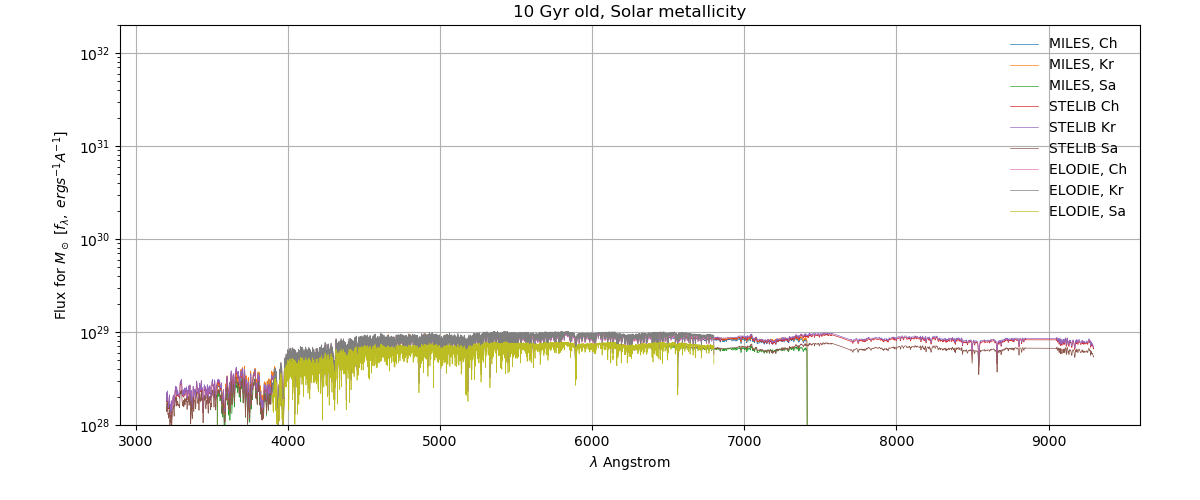 10 Gyr old, Solar metallicity
10^32
10^31
10^30
10^29
10^28
Flux for M_⊙ [f_λ, ergs^−1A^−1]
MILES, Ch
MILES, Kr
MILES, Sa
STELIB Ch
STELIB Kr
STELIB Sa
ELODIE, Ch
ELODIE, Kr
ELODIE, Sa
3000 4000 5000 6000 7000 8000 9000
λ Angstrom